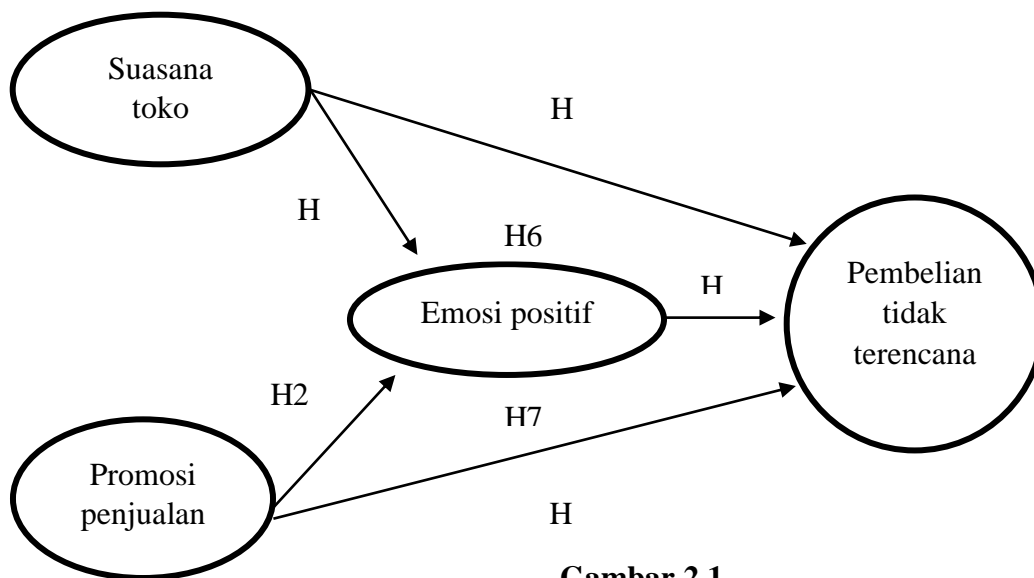 Suasana
toko
H
H
H6
Emosi positif
H
Pembelian
tidak
terencana
H2
H7
Promosi
penjualan
H
Gambar 2.1